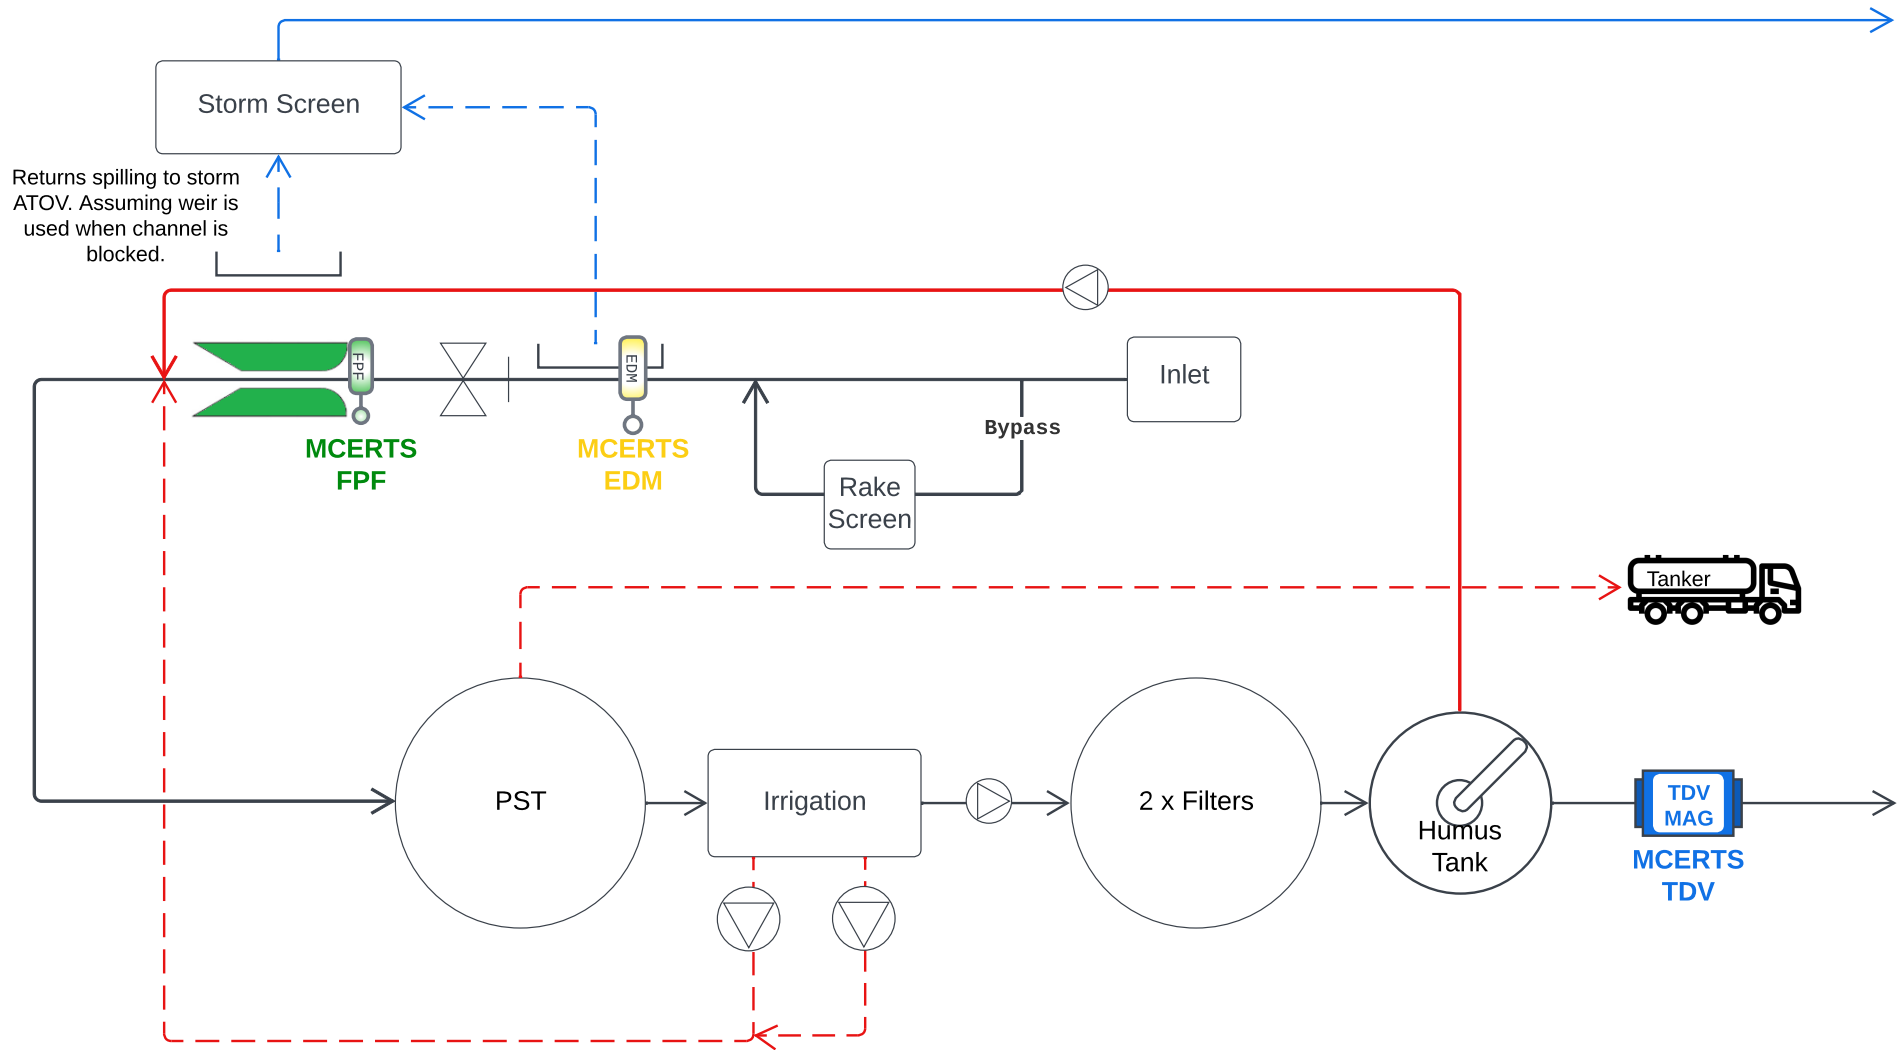 Storm Screen
Returns spilling to storm
ATOV. Assuming weir is
used when channel is
blocked.
FPF
EDM
Inlet
MCERTS
FPF
MCERTS
EDM
Bypass
Rake
Screen
Tanker
PST
Irrigation
2 x Filters
Humus
Tank
TDV
MAG
MCERTS
TDV